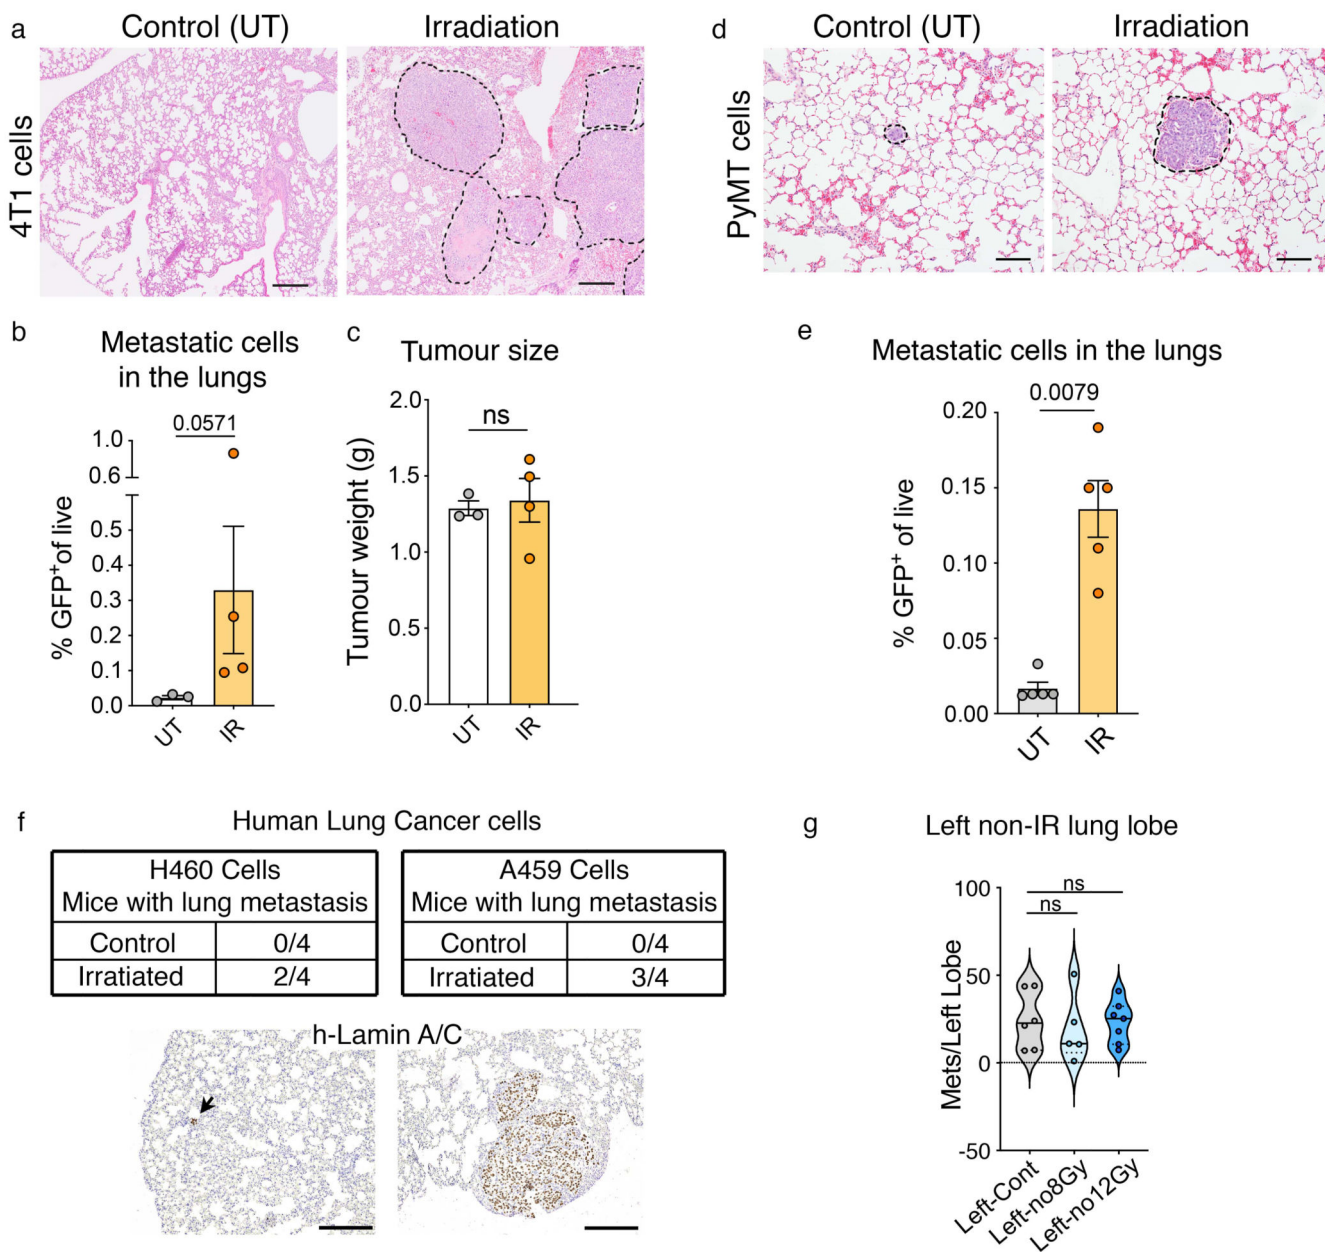 a
Control (UT)
Irradiation
4T1 cells
d
Control (UT)
Irradiation
PyMT cells
b
Metastatic cells
in the lungs
0.0571
% GFP+of live
1.0
0.6
0.5
0.4
0.3
0.2
0.1
0.0
UT
IR
c
Tumour size
ns
Tumour weight (g)
2.0
1.5
1.0
0.5
0.0
UT
IR
e
Metastatic cells in the lungs
0.0079
% GFP+ of live
0.20
0.15
0.10
0.05
0.00
UT
IR
f
Human Lung Cancer cells
H460 Cells
Mice with lung metastasis
Control 0/4
Irratiated 2/4
A459 Cells
Mice with lung metastasis
Control 0/4
Irratiated 3/4
h-Lamin A/C
g
Left non-IR lung lobe
ns
ns
Mets/Left Lobe
100
50
0
-50
Left-Cont
Left-no8Gy
Left-no12Gy